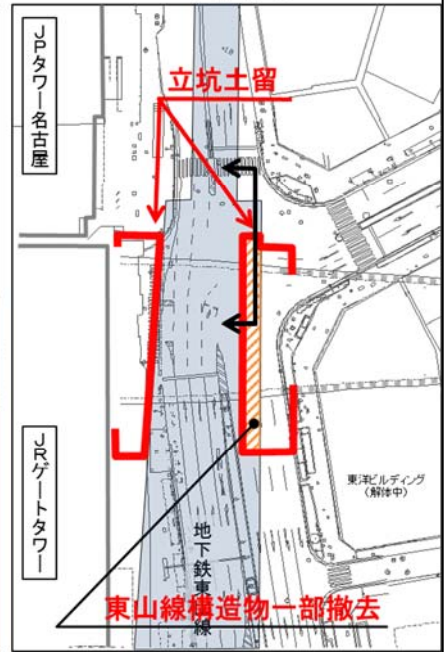 JPタワー名古屋
立坑土留
JRゲートタワー
東洋ビルディング
(解体中)
地下鉄東山線
東山線構造物一部撤去